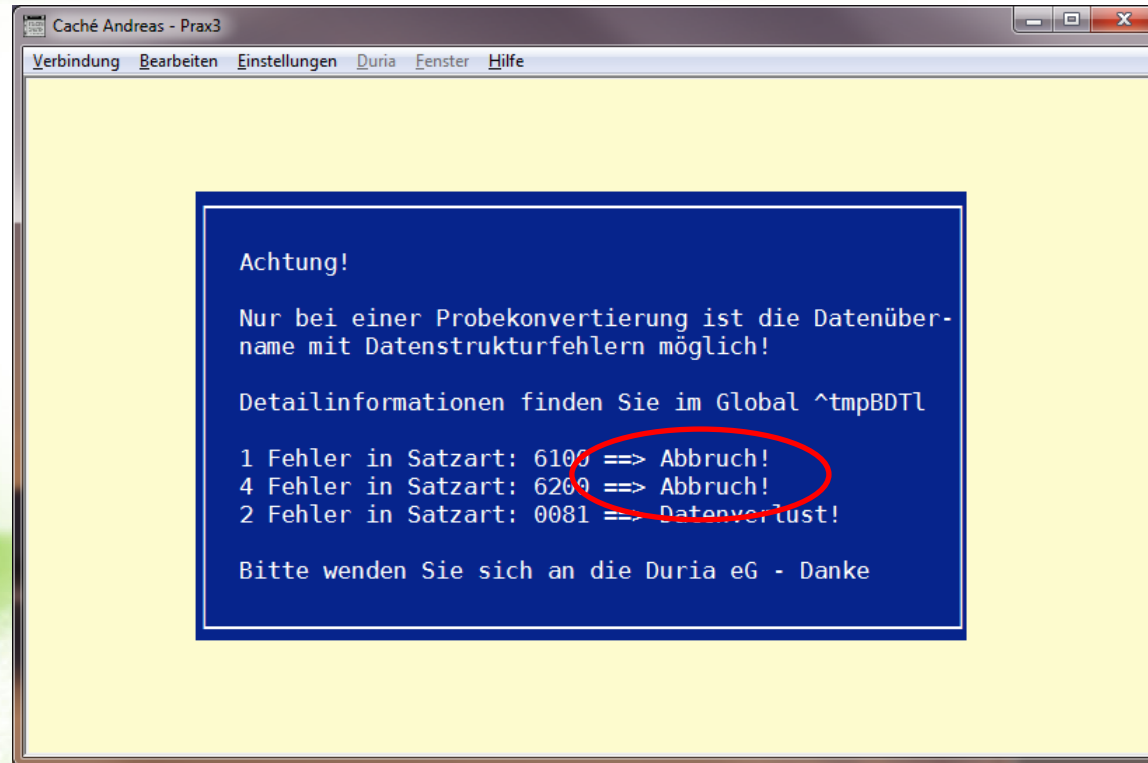 Caché Andreas - Prax3
Verbindung Bearbeiten Einstellungen Duria Fenster Hilfe
Achtung!
Nur bei einer Probekonvertierung ist die Datenüber-
name mit Datenstrukturfehlern möglich!
Detailinformationen finden Sie im Global ^tmpBDTl
1 Fehler in Satzart: 6100 ==> Abbruch!
4 Fehler in Satzart: 6200 ==> Abbruch!
2 Fehler in Satzart: 0081 ==> Datenverlust!
Bitte wenden Sie sich an die Duria eG - Danke